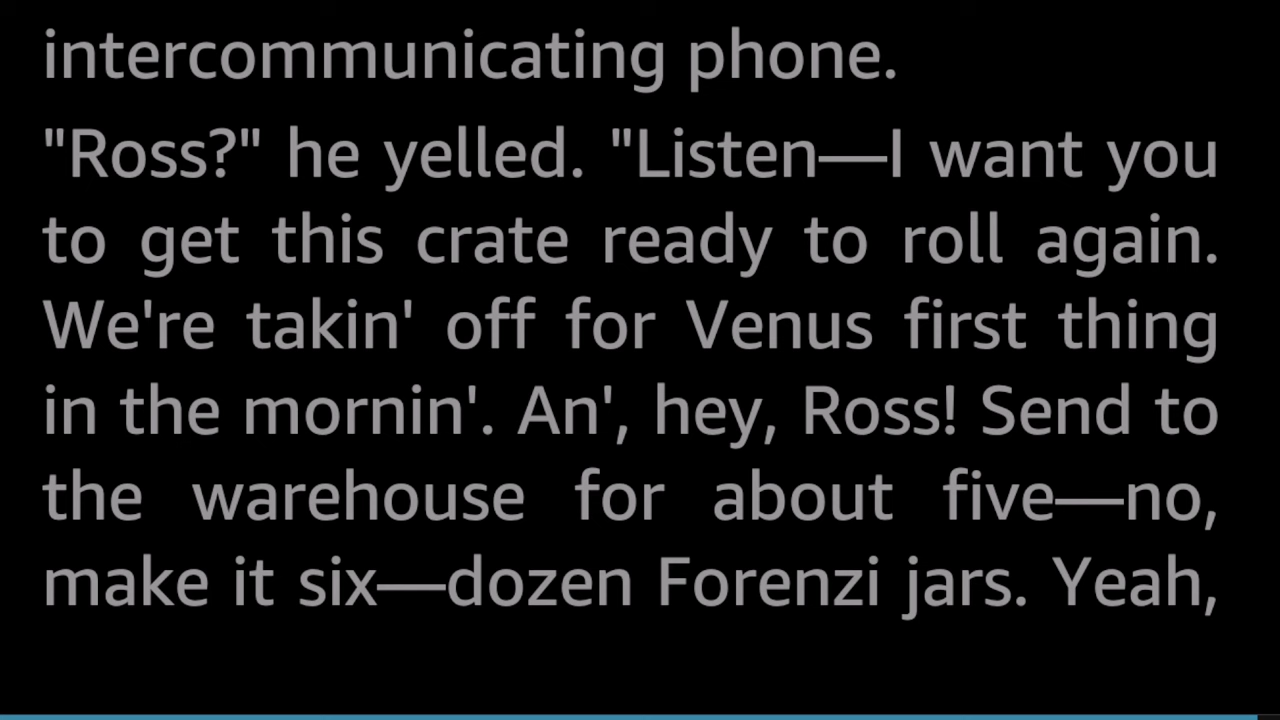 intercommunicating phone.
"Ross?" he yelled. "Listen—I want you
to get this crate ready to roll again.
We're takin' off for Venus first thing
in the mornin'. An', hey, Ross! Send to
the warehouse for about five—no,
make it six—dozen Forenzi jars. Yeah,